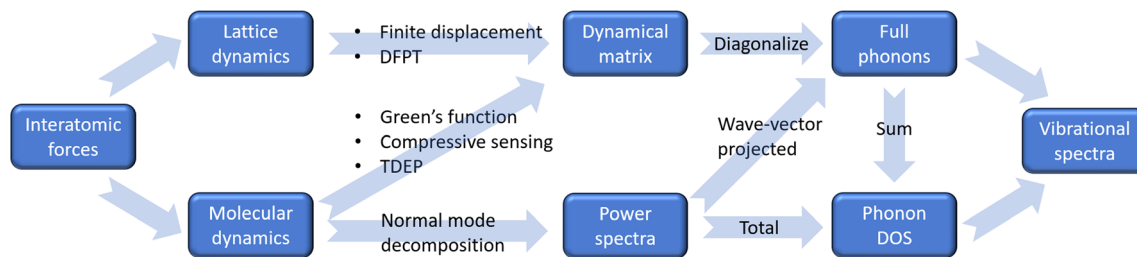 Interatomic
forces
Lattice
dynamics
• Finite displacement
• DFPT
Dynamical
matrix
Diagonalize
Full
phonons
• Green's function
• Compressive sensing
• TDEP
Wave-vector
projected
Sum
Vibrational
spectra
Molecular
dynamics
Normal mode
decomposition
Power
spectra
Total
Phonon
DOS